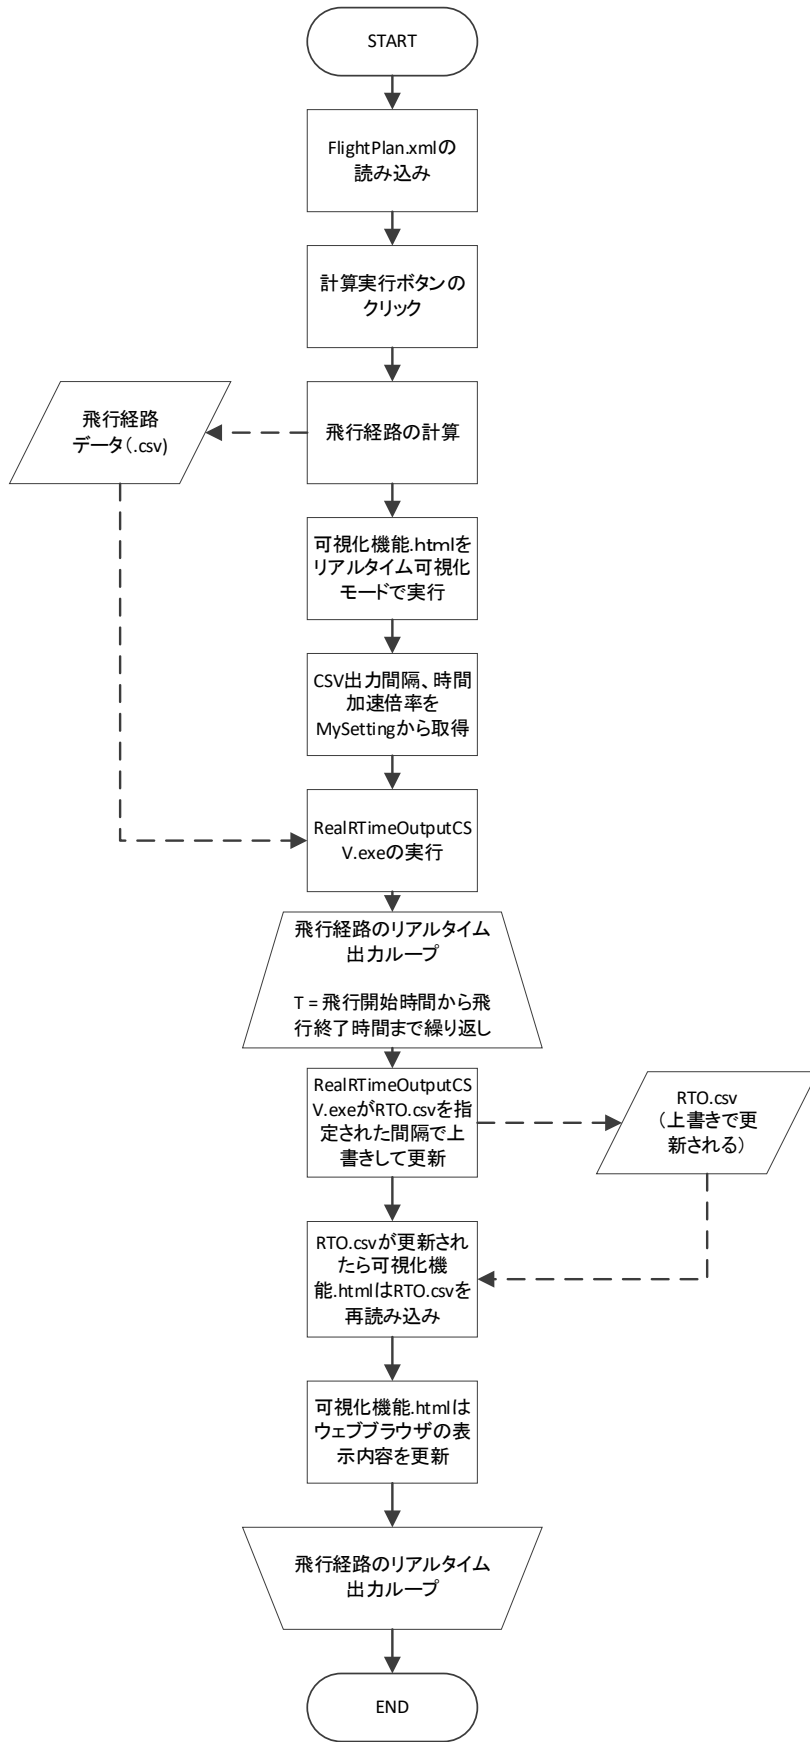 START
FlightPlan.xmlの
読み込み
計算実行ボタンの
クリック
飛行経路
データ(.csv)
飛行経路の計算
可視化機能.htmlを
リアルタイム可視化
モードで実行
CSV出力間隔、時間
加速倍率を
MySettingから取得
RealRTimeOutputCS
V.exeの実行
飛行経路のリアルタイム
出力ループ
T = 飛行開始時間から飛
行終了時間まで繰り返し
RealRTimeOutputCS
V.exeがRTO.csvを指
定された間隔で上
書きして更新
RTO.csv
(上書きで更
新される)
RTO.csvが更新され
たら可視化機
能.htmlはRTO.csvを
再読み込み
可視化機能.htmlは
ウェブブラウザの表
示内容を更新
飛行経路のリアルタイム
出力ループ
END